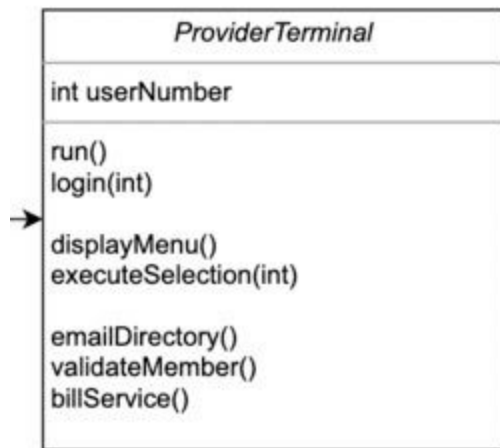 ProviderTerminal
int userNumber
run()
login(int)
displayMenu()
executeSelection(int)
emailDirectory()
validateMember()
billService()